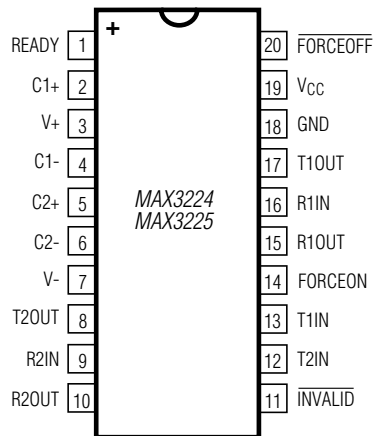 +
READY 1
C1+ 2
V+ 3
C1- 4
C2+ 5
C2- 6
V- 7
T2OUT 8
R2IN 9
R2OUT 10
MAX3224
MAX3225
20 FORCEOFF
19 VCC
18 GND
17 T1OUT
16 R1IN
15 R1OUT
14 FORCEON
13 T1IN
12 T2IN
11 INVALID